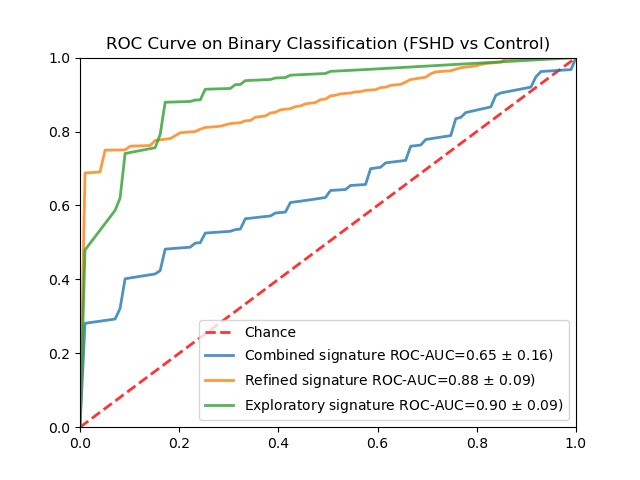 ROC Curve on Binary Classification (FSHD vs Control)
1.0
0.8
0.6
0.4
0.2
0.0
Chance
Combined signature ROC-AUC=0.65 ± 0.16)
Refined signature ROC-AUC=0.88 ± 0.09)
Exploratory signature ROC-AUC=0.90 ± 0.09)
0.0 0.2 0.4 0.6 0.8 1.0